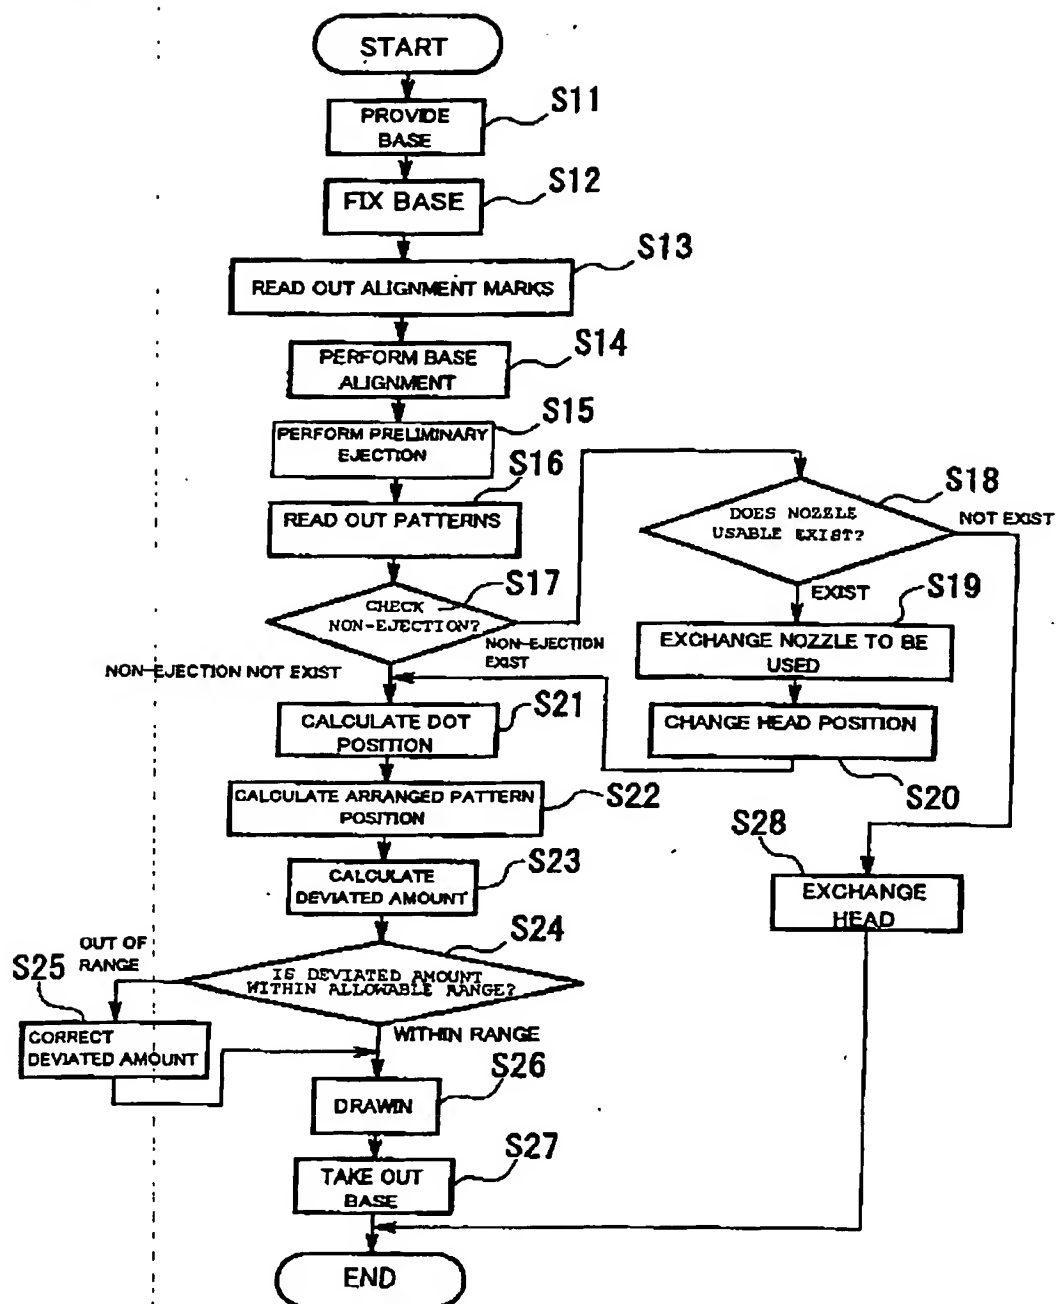 START
S11
PROVIDE
BASE
S12
FIX BASE
S13
READ OUT ALIGNMENT MARKS
S14
PERFORM BASE
ALIGNMENT
S15
PERFORM PRELIMINARY
EJECTION
S16
READ OUT PATTERNS
S17
CHECK
NON-EJECTION?
NON-EJECTION
EXIST
NON-EJECTION NOT EXIST
S18
DOES NOZZLE
USABLE EXIST?
NOT EXIST
EXIST
S19
EXCHANGE NOZZLE TO BE
USED
CHANGE HEAD POSITION
S20
S21
CALCULATE DOT
POSITION
S22
CALCULATE ARRANGED PATTERN
POSITION
S23
CALCULATE
DEVIATED AMOUNT
S24
IS DEVIATED AMOUNT
WITHIN ALLOWABLE RANGE?
OUT OF
RANGE
S25
CORRECT
DEVIATED AMOUNT
WITHIN RANGE
S26
DRAWIN
S27
TAKE OUT
BASE
S28
EXCHANGE
HEAD
END